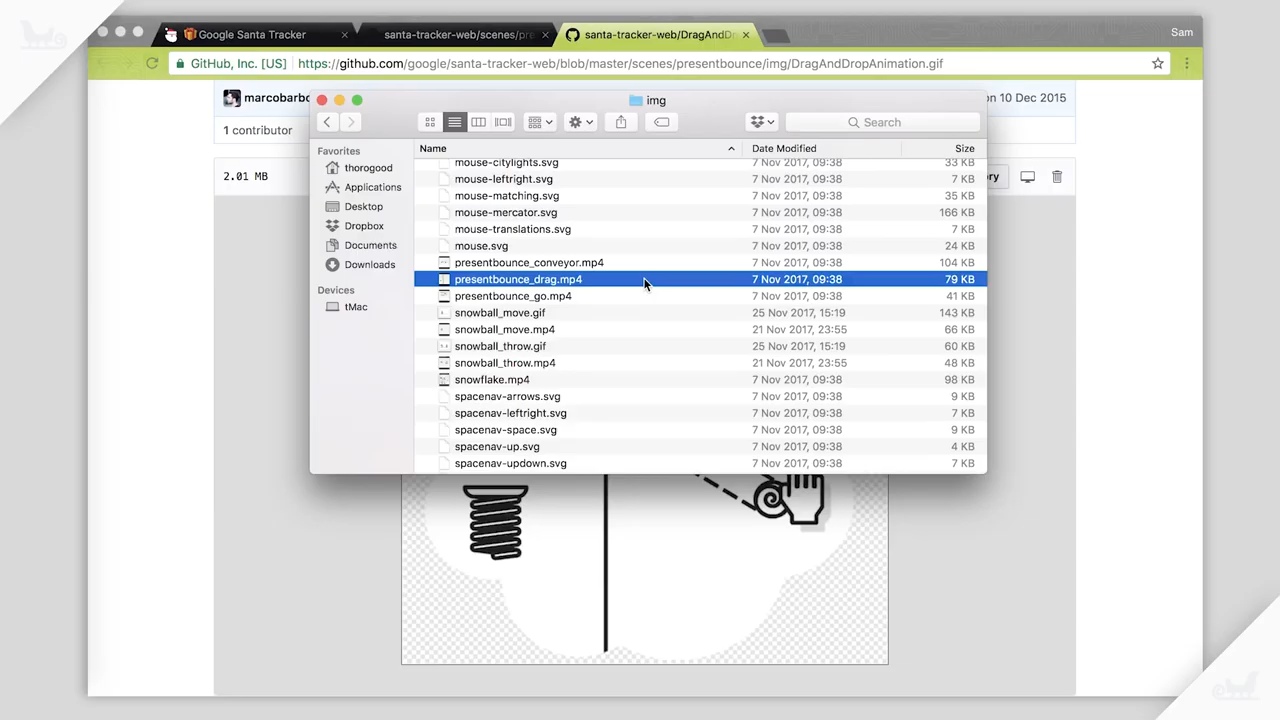 Google Santa Tracker
santa-tracker-web/scenes/pre
santa-tracker-web/DragAndDr
Sam
GitHub, Inc. [US]
https://github.com/google/santa-tracker-web/blob/master/scenes/presentbounce/img/DragAndDropAnimation.gif
marcobarbo
on 10 Dec 2015
1 contributor
2.01 MB
ry
img
Search
Favorites
thorogood
Applications
Desktop
Dropbox
Documents
Downloads
Devices
tMac
Name Date Modified Size
mouse-citylights.svg 7 Nov 2017, 09:38 33 KB
mouse-leftright.svg 7 Nov 2017, 09:38 7 KB
mouse-matching.svg 7 Nov 2017, 09:38 35 KB
mouse-mercator.svg 7 Nov 2017, 09:38 166 KB
mouse-translations.svg 7 Nov 2017, 09:38 7 KB
mouse.svg 7 Nov 2017, 09:38 24 KB
presentbounce_conveyor.mp4 7 Nov 2017, 09:38 104 KB
presentbounce_drag.mp4 7 Nov 2017, 09:38 79 KB
presentbounce_go.mp4 7 Nov 2017, 09:38 41 KB
snowball_move.gif 25 Nov 2017, 15:19 143 KB
snowball_move.mp4 21 Nov 2017, 23:55 66 KB
snowball_throw.gif 25 Nov 2017, 15:19 60 KB
snowball_throw.mp4 21 Nov 2017, 23:55 48 KB
snowflake.mp4 7 Nov 2017, 09:38 98 KB
spacenav-arrows.svg 7 Nov 2017, 09:38 9 KB
spacenav-leftright.svg 7 Nov 2017, 09:38 7 KB
spacenav-space.svg 7 Nov 2017, 09:38 9 KB
spacenav-up.svg 7 Nov 2017, 09:38 4 KB
spacenav-updown.svg 7 Nov 2017, 09:38 7 KB